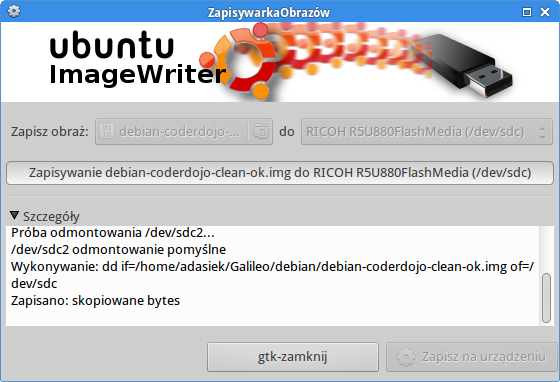 ZapisywarkaObrazów
ubuntu
ImageWriter
Zapisz obraz: debian-coderdojo-... do RICOH R5U880FlashMedia (/dev/sdc)
Zapisywanie debian-coderdojo-clean-ok.img do RICOH R5U880FlashMedia (/dev/sdc)
Szczegóły
Próba odmontowania /dev/sdc2...
/dev/sdc2 odmontowanie pomyślne
Wykonywanie: dd if=/home/adasiek/Galileo/debian/debian-coderdojo-clean-ok.img of=/
dev/sdc
Zapisano: skopiowane bytes
gtk-zamknij Zapisz na urządzeniu